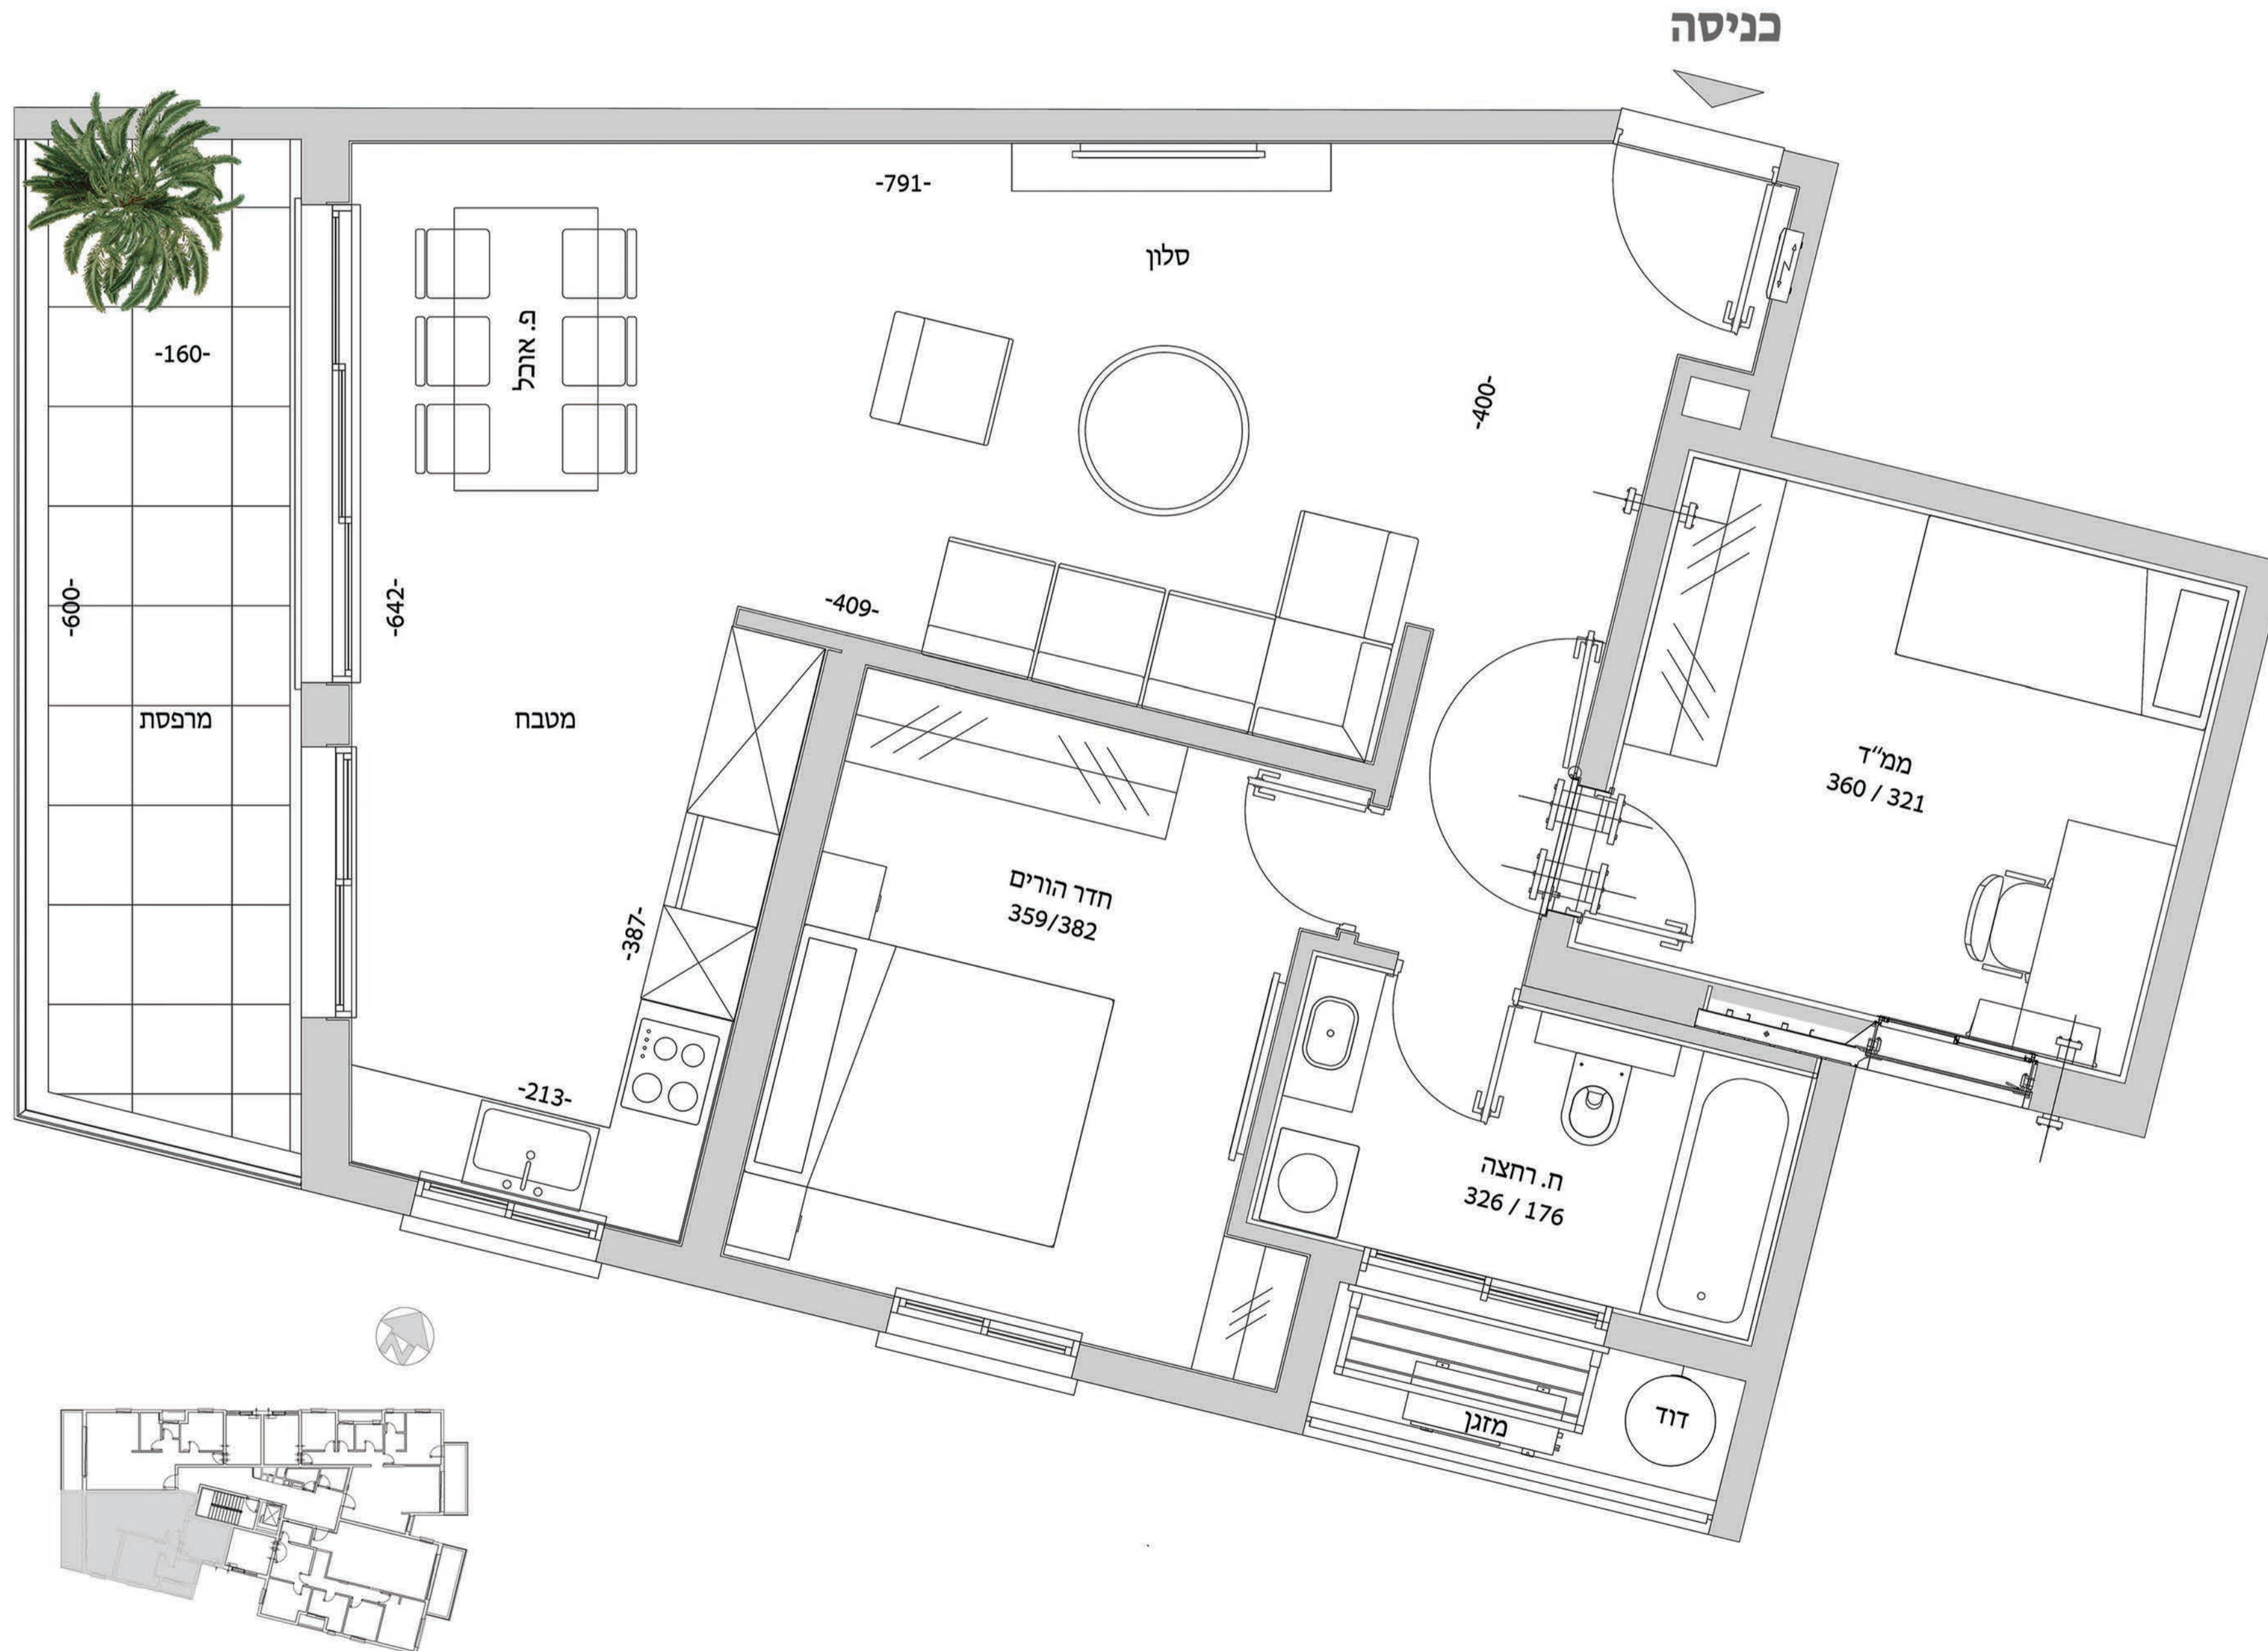 כניסה
-791-
סלון
פ. אוכל
-160-
-400-
-600-
-642-
-409-
מרפסת
מטבח
ממ"ד
360 / 321
חדר הורים
359/382
-387-
-213-
ח. רחצה
326 / 176
מזגן
דוד